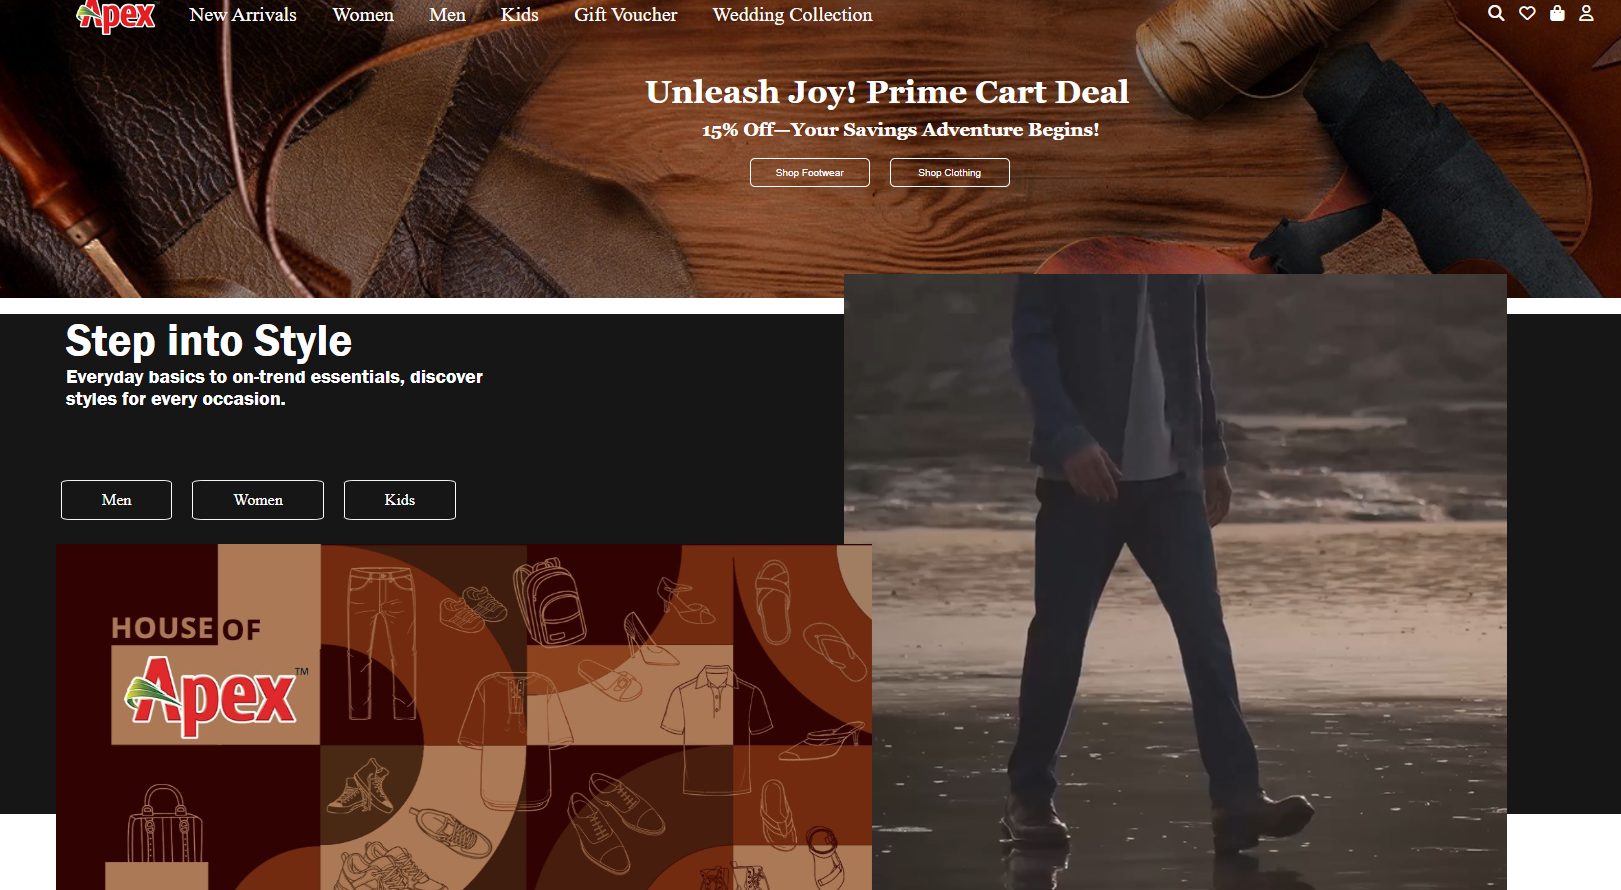 Apex
New Arrivals
Women
Men
Kids
Gift Voucher
Wedding Collection
Unleash Joy! Prime Cart Deal
15% Off—Your Savings Adventure Begins!
Shop Footwear
Shop Clothing
Step into Style
Everyday basics to on-trend essentials, discover
styles for every occasion.
Men
Women
Kids
HOUSE OF
Apex™